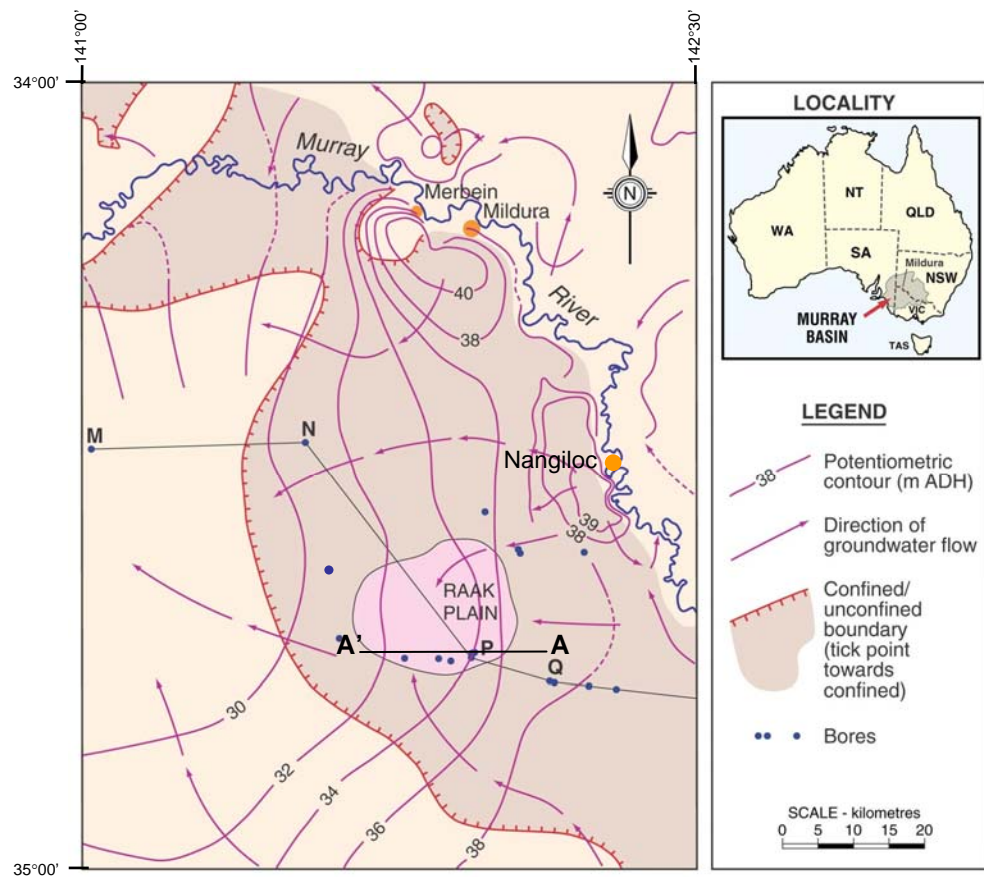 141°00'
142°30'
34°00'
35°00'
Murray
Merbein
Mildura
River
40
38
M
N
Nangiloc
39
38
RAAK
PLAIN
A'
P
A
Q
30
32
34
36
38
N
LOCALITY
NT
QLD
WA
SA
Mildura
NSW
VIC
MURRAY
BASIN
TAS
LEGEND
38
Potentiometric
contour (m ADH)
Direction of
groundwater flow
Confined/
unconfined
boundary
(tick point
towards
confined)
Bores
SCALE - kilometres
0 5 10 15 20